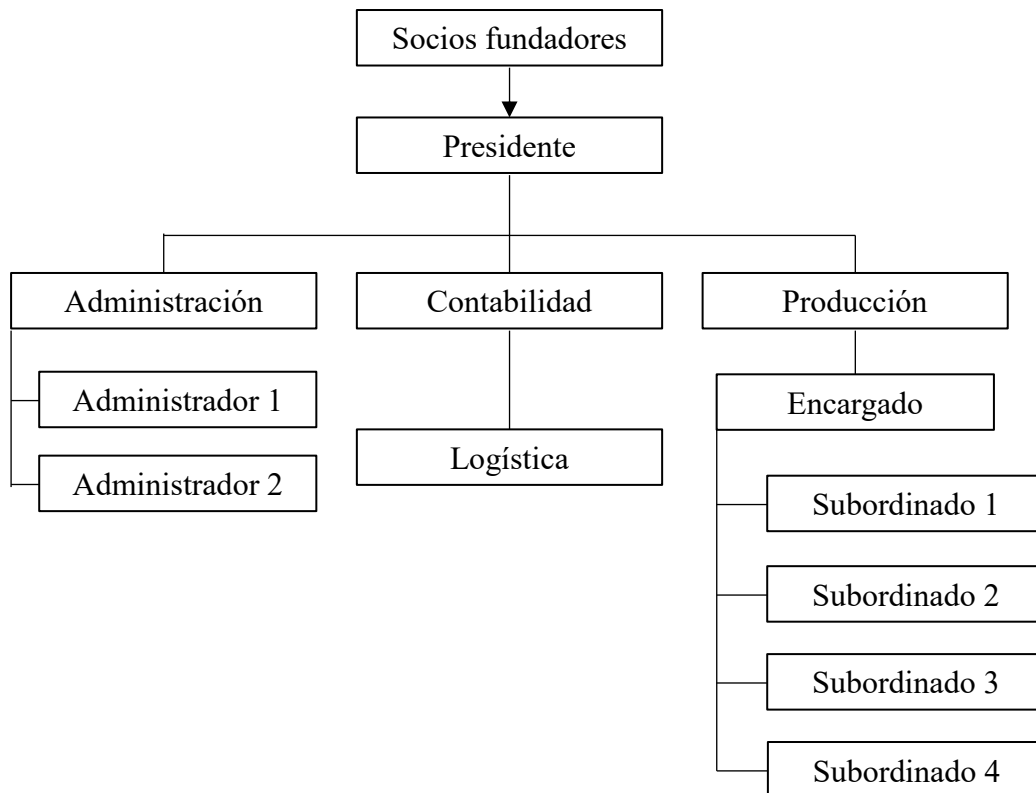 Socios fundadores
Presidente
Administración
Contabilidad
Producción
Administrador 1
Encargado
Logística
Administrador 2
Subordinado 1
Subordinado 2
Subordinado 3
Subordinado 4